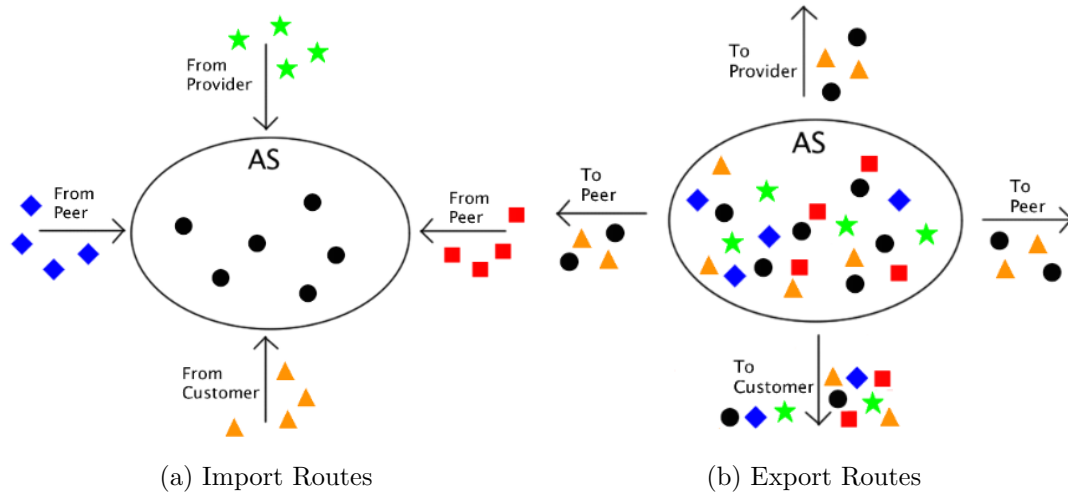 From
Provider
AS
From
Peer
From
Peer
From
Customer
(a) Import Routes
To
Provider
AS
To
Peer
To
Peer
To
Customer
(b) Export Routes